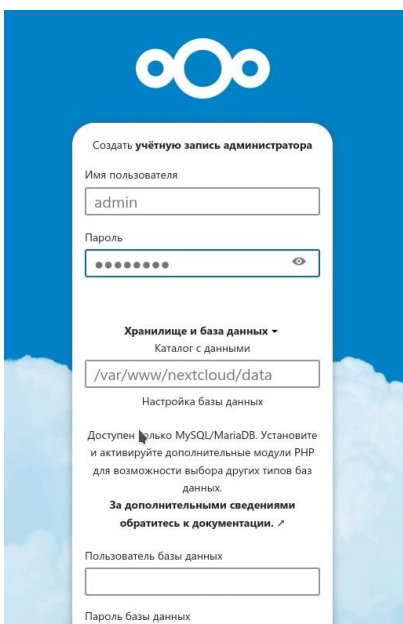 Создать учётную запись администратора
Имя пользователя
admin
Пароль
Хранилище и база данных
Каталог с данными
/var/www/nextcloud/data
Настройка базы данных
Доступен только MySQL/MariaDB. Установите
и активируйте дополнительные модули PHP
для возможности выбора других типов баз
данных.
За дополнительными сведениями
обратитесь к документации. ↗
Пользователь базы данных
Пароль базы данных